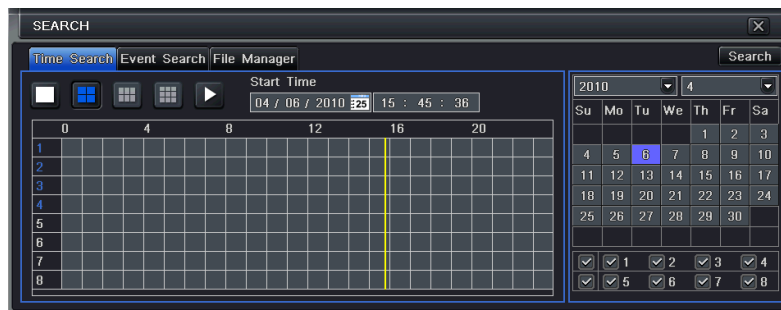 SEARCH
Time Search Event Search File Manager
Search
Start Time
04 / 06 / 2010 25 15 : 45 : 36
0 4 8 12 16 20
1
2
3
4
5
6
7
8
2010 4
Su Mo Tu We Th Fr Sa
1 2 3
4 5 6 7 8 9 10
11 12 13 14 15 16 17
18 19 20 21 22 23 24
25 26 27 28 29 30
1 2 3 4
5 6 7 8